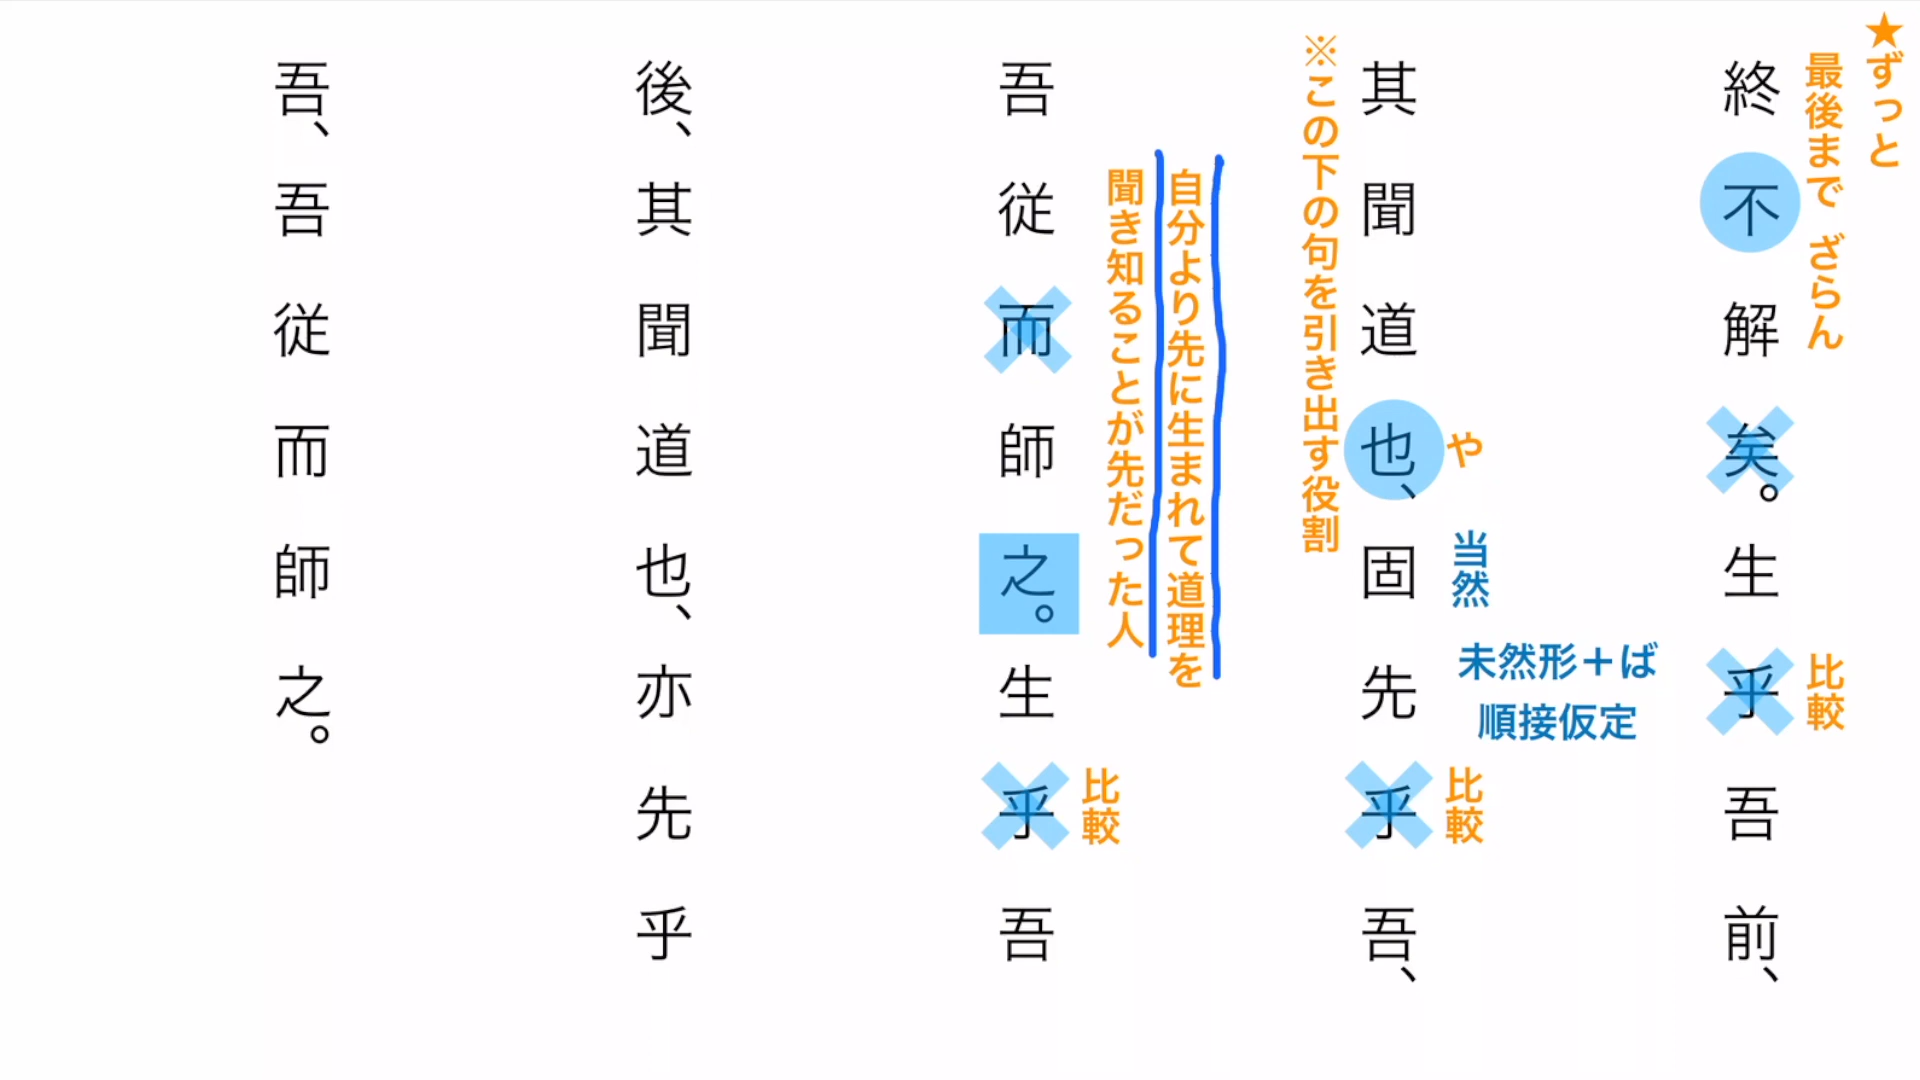 ★ずっと
最後まで ざらん
終不解矣。生乎吾前、
比較
当然
未然形＋ば
順接仮定
や
比較
其聞道也、固先乎吾、
※この下の句を引き出す役割
自分より先に生まれて道理を
聞き知ることが先だった人
比較
吾従而師之。生乎吾
後、其聞道也、亦先乎
吾、吾従而師之。